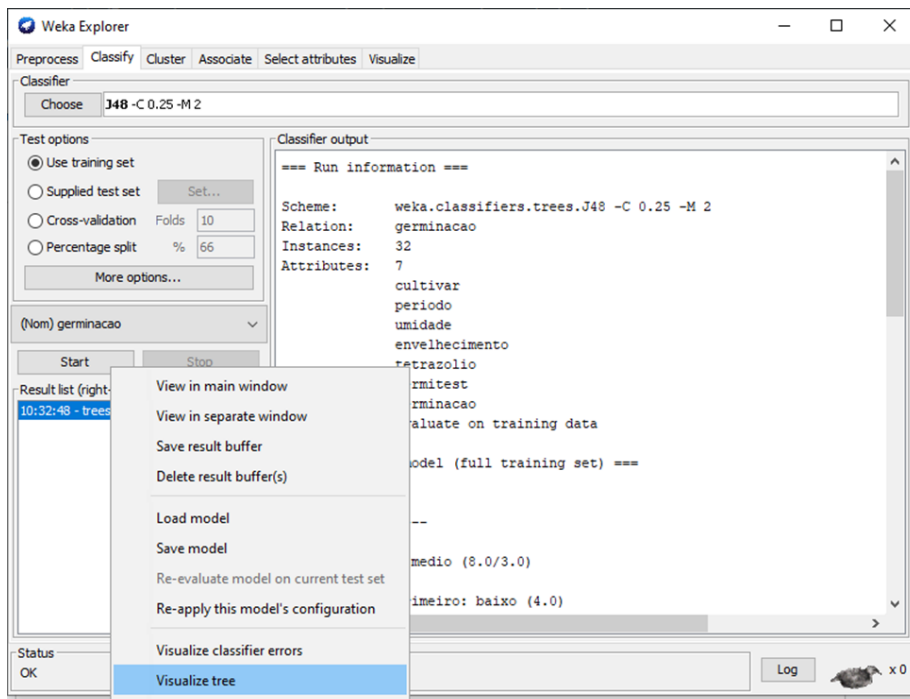 Weka Explorer
Preprocess Classify Cluster Associate Select attributes Visualize
Classifier
Choose J48 -C 0.25 -M 2
Test options
Use training set
Supplied test set Set...
Cross-validation Folds 10
Percentage split % 66
More options...
(Nom) germinacao
Start Stop
Result list (right-
10:32:48 - trees
Classifier output
=== Run information ===
Scheme: weka.classifiers.trees.J48 -C 0.25 -M 2
Relation: germinacao
Instances: 32
Attributes: 7
cultivar
periodo
umidade
envelhecimento
tetrazolio
rmitest
rminacao
aluate on training data
model (full training set) ===
--
medio (8.0/3.0)
imeiro: baixo (4.0)
View in main window
View in separate window
Save result buffer
Delete result buffer(s)
Load model
Save model
Re-evaluate model on current test set
Re-apply this model's configuration
Visualize classifier errors
Visualize tree
Status
OK
Log x 0